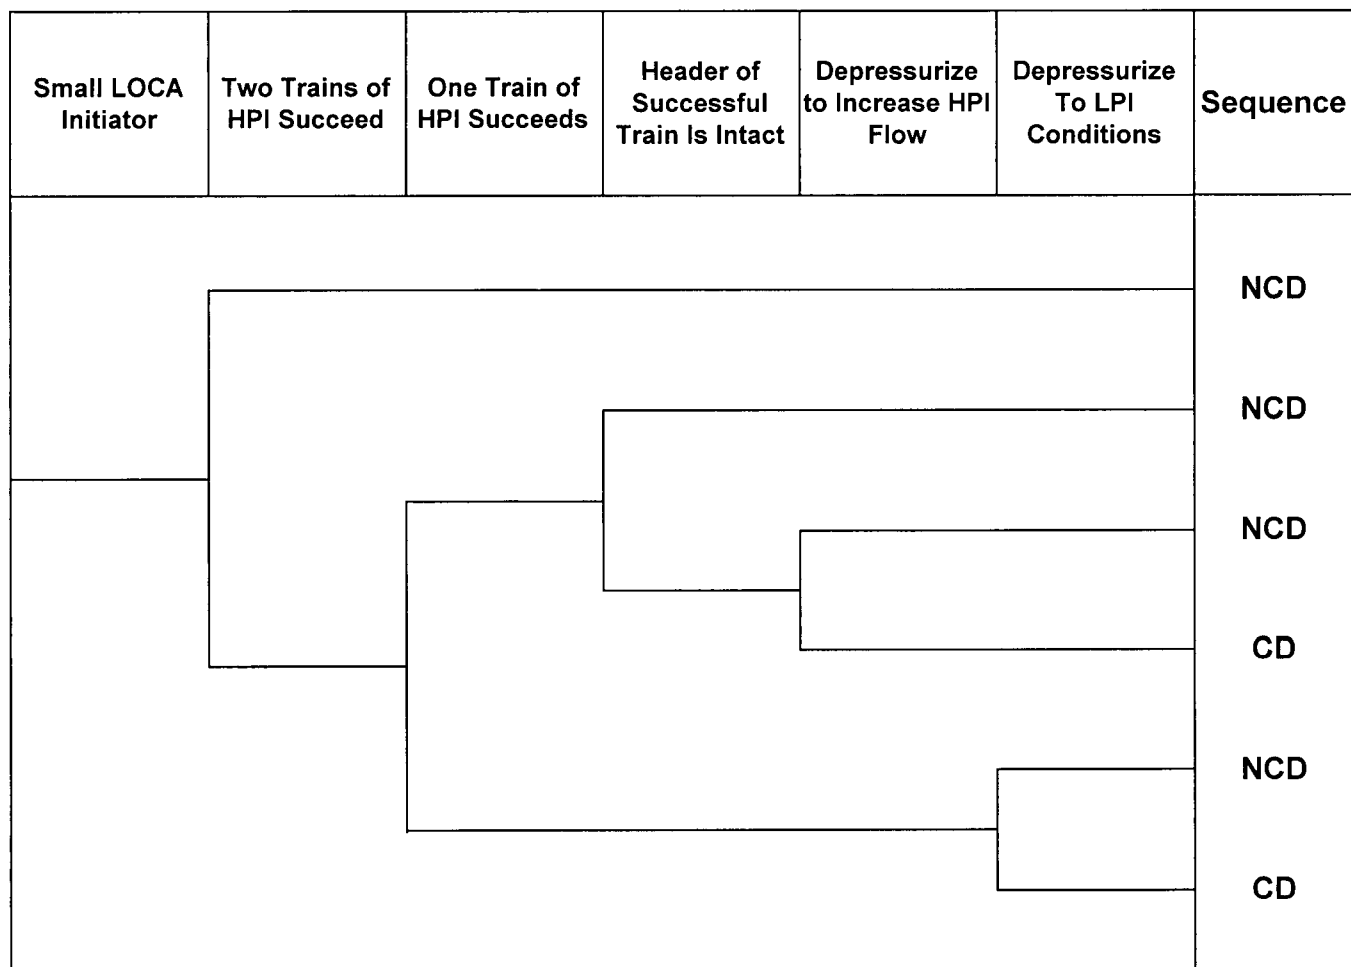 Small LOCA
Initiator
Two Trains of
HPI Succeed
One Train of
HPI Succeeds
Header of
Successful
Train Is Intact
Depressurize
to Increase HPI
Flow
Depressurize
To LPI
Conditions
Sequence
NCD
NCD
NCD
CD
NCD
CD